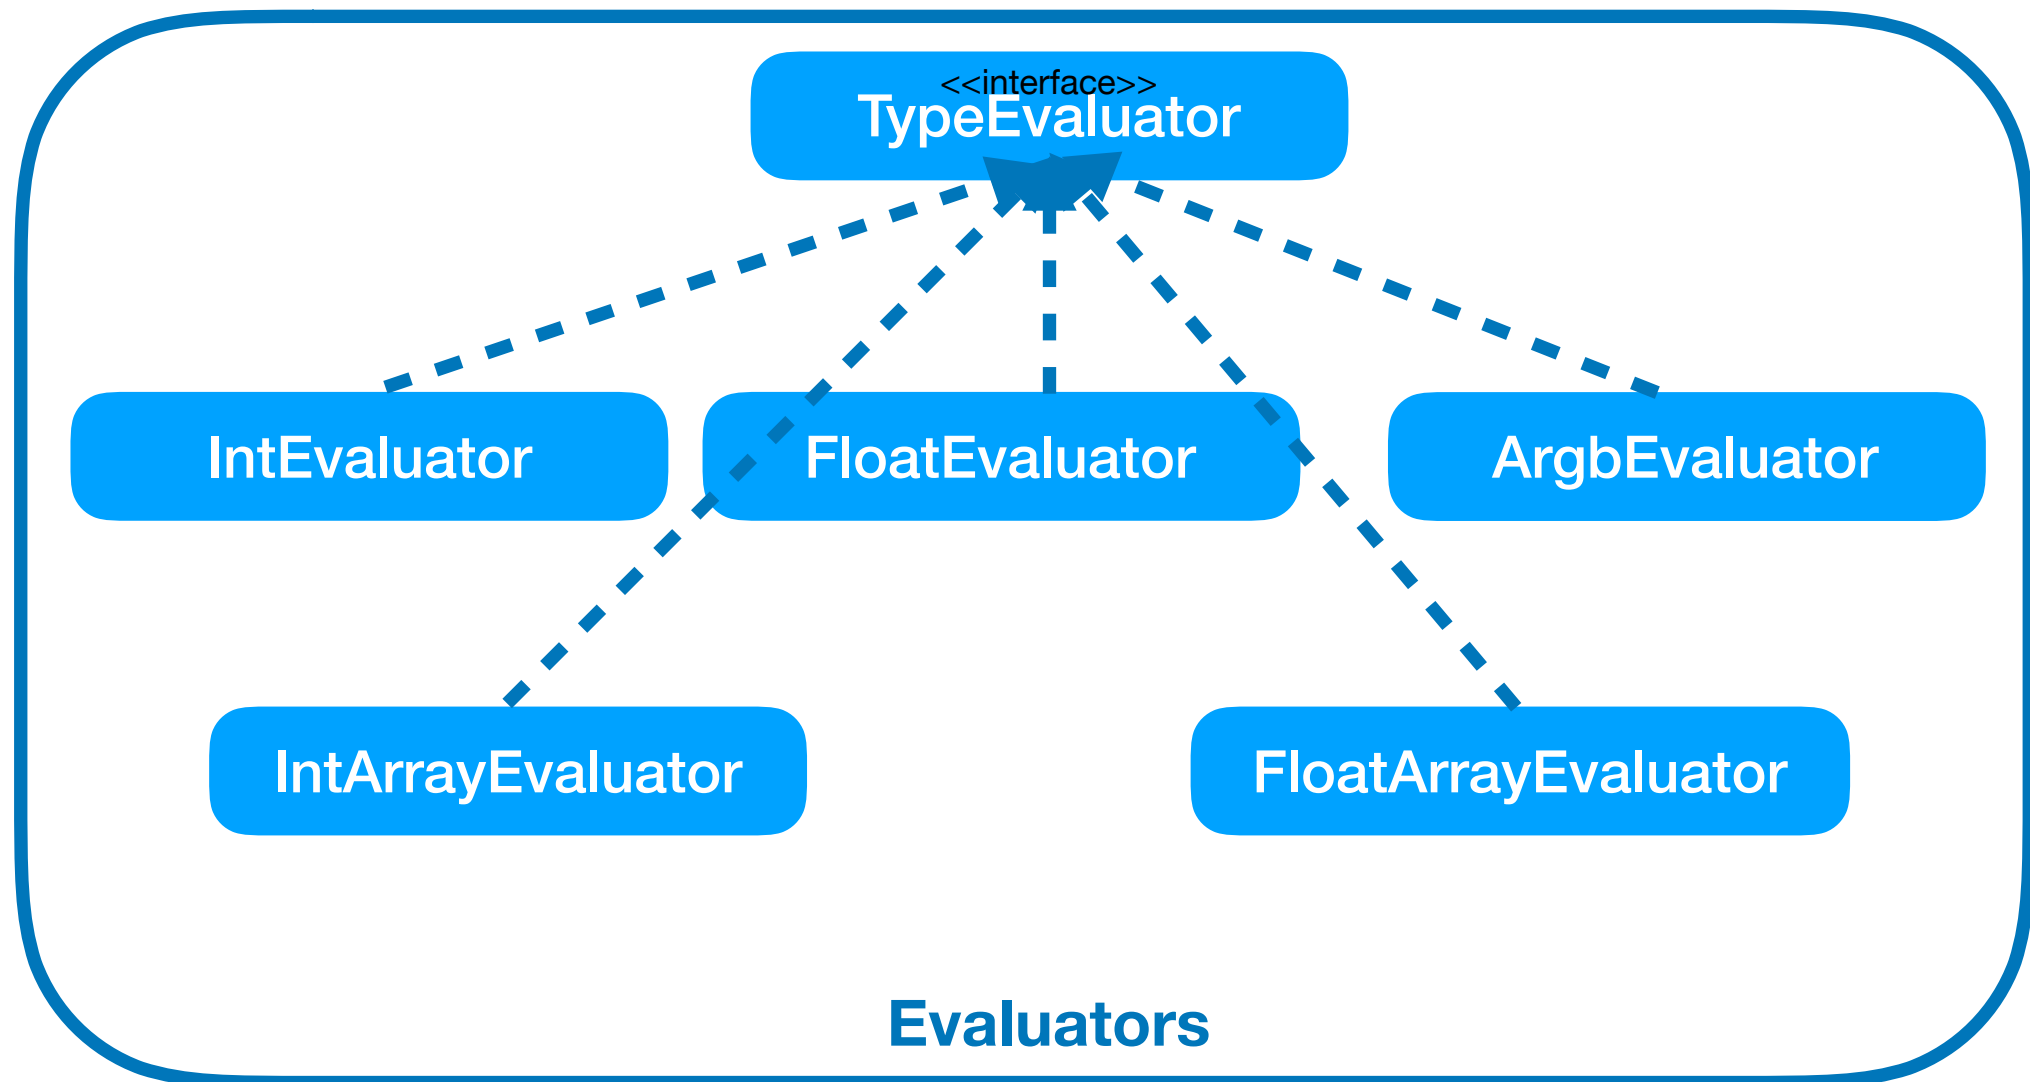 <<interface>>
TypeEvaluator
IntEvaluator
FloatEvaluator
ArgbEvaluator
IntArrayEvaluator
FloatArrayEvaluator
Evaluators